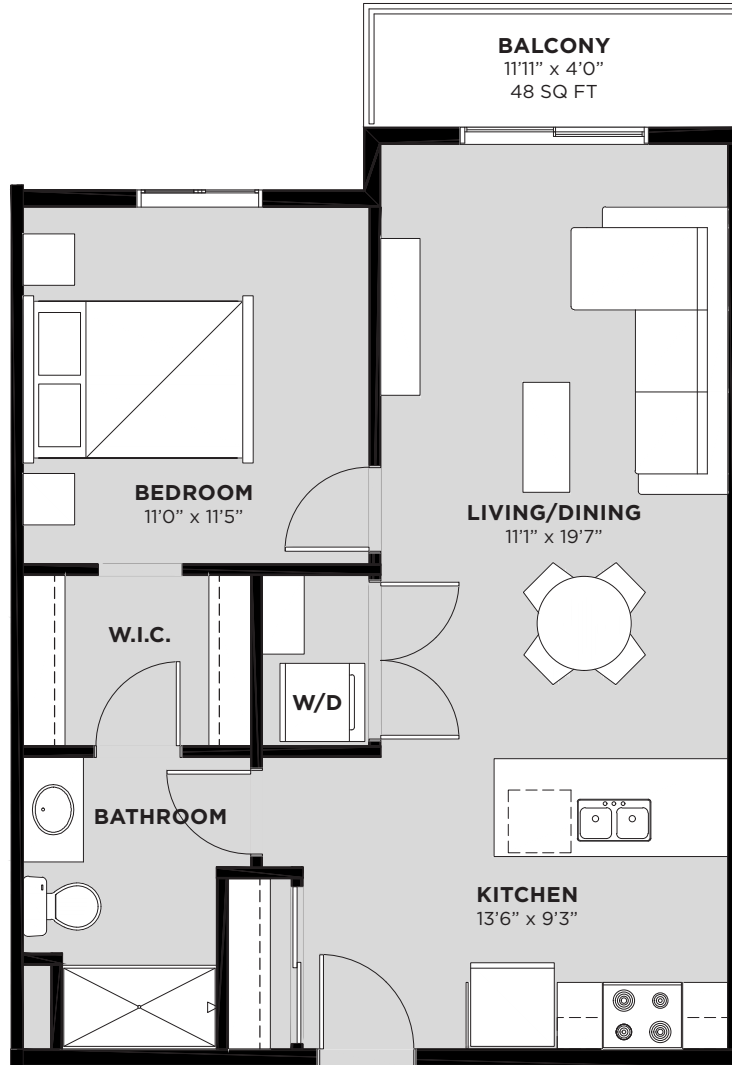 BALCONY
11’11” x 4’0”
48 SQ FT
BEDROOM
11’0” x 11’5”
LIVING/DINING
11’1” x 19’7”
W.I.C.
W/D
BATHROOM
KITCHEN
13’6” x 9’3”